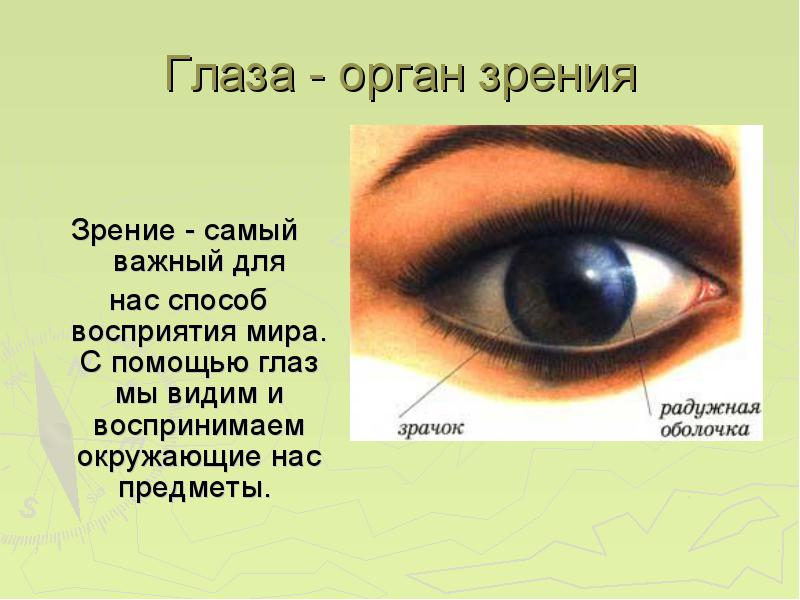 Глаза - орган зрения
Зрение - самый
важный для
нас способ
восприятия мира.
С помощью глаз
мы видим и
воспринимаем
окружающие нас
предметы.
зрачок
радужная
оболочка
S